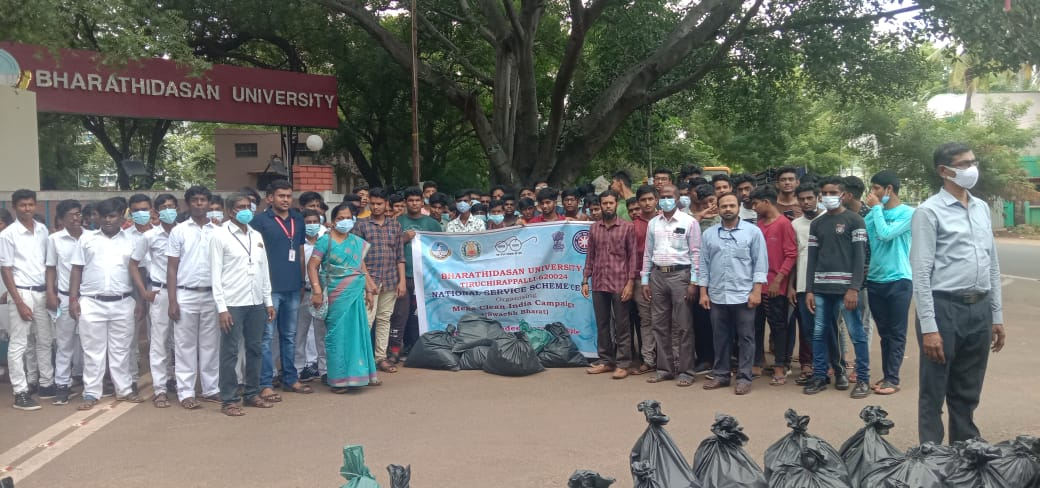 BHARATHIDASAN UNIVERSITY
BHARATHIDASAN UNIVERSITY
TIRUCHIRAPPALLI-620024
NATIONAL SERVICE SCHEME
Organising
Mega Clean India Campaign
(Swachh Bharat)